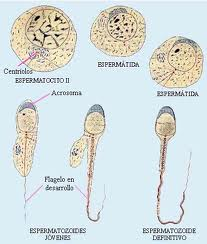 Centriolos
ESPERMATOCITO II
ESPERMÁTIDA
ESPERMÁTIDA
Acrosoma
Flagelo en
desarrollo
ESPERMATOZOIDES
JÓVENES
ESPERMATOZOIDE
DEFINITIVO